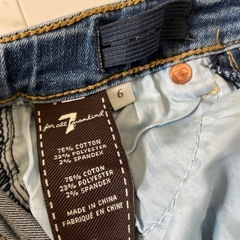 7
for all mankind
6
75% COTTON
23% POLYESTER
2% SPANDEX
75% COTON
23% POLYESTER
2% SPANDEX
MADE IN CHINA
FABRIQUÉ EN CHINE